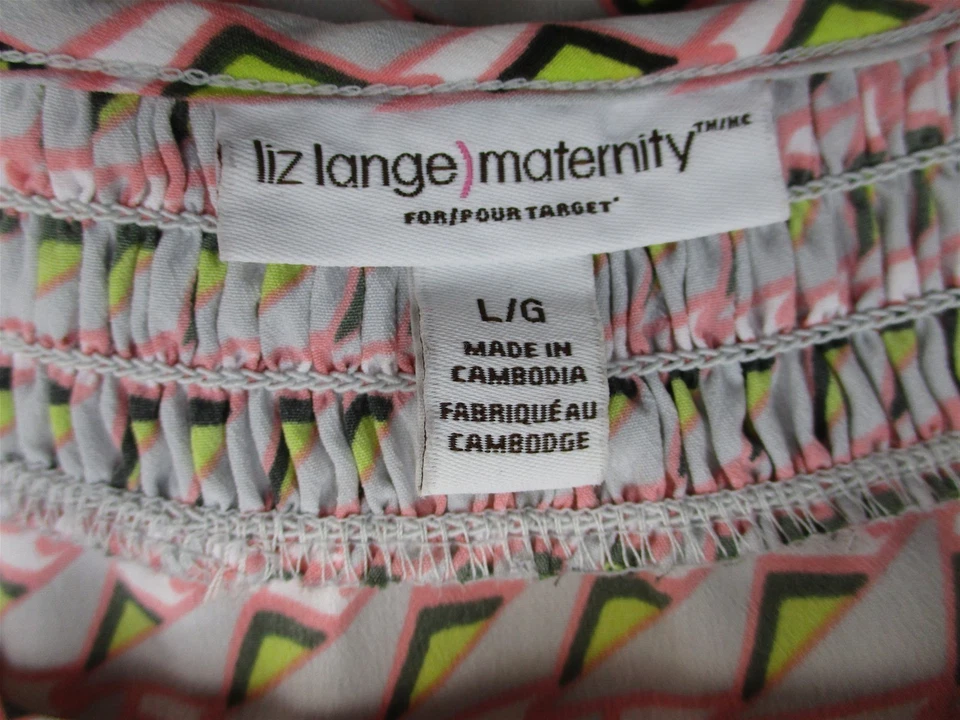 liz lange)maternity™/MC
FOR/POUR TARGET
L/G
MADE IN
CAMBODIA
FABRIQUÉ AU
CAMBODGE